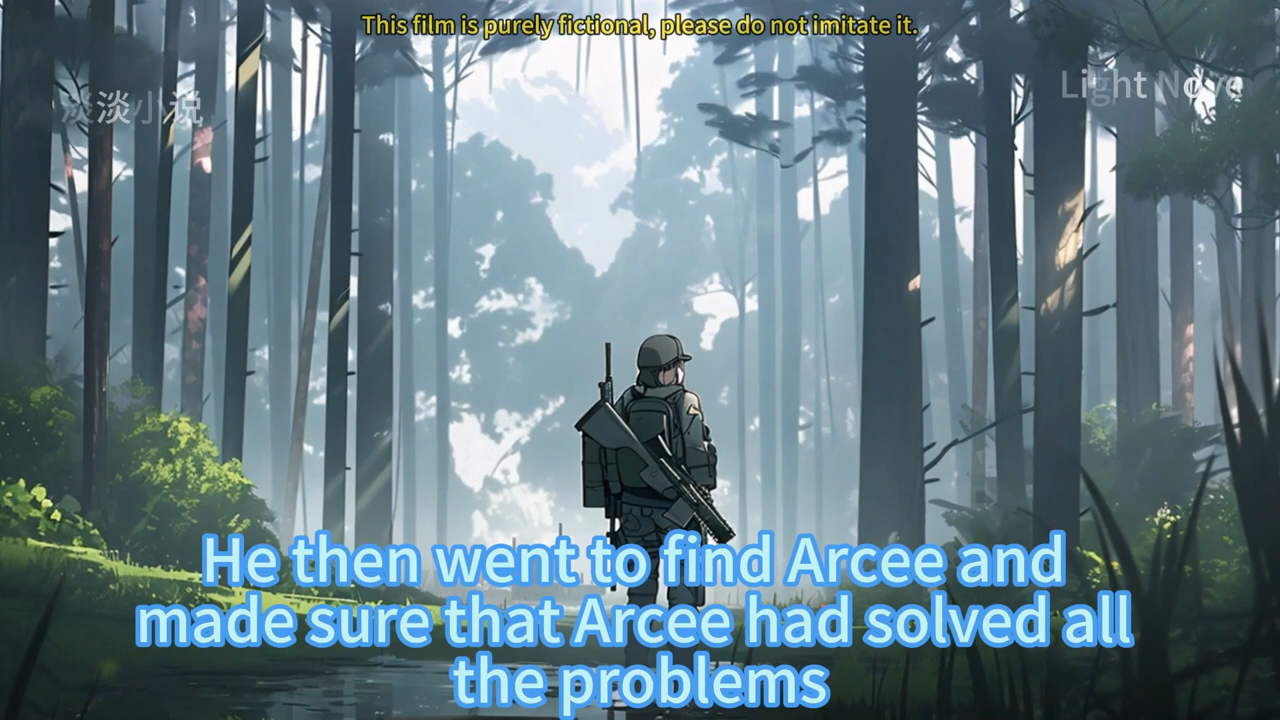 This film is purely fictional, please do not imitate it.
Light Nove
淡淡小说
He then went to find Arcee and
made sure that Arcee had solved all
the problems